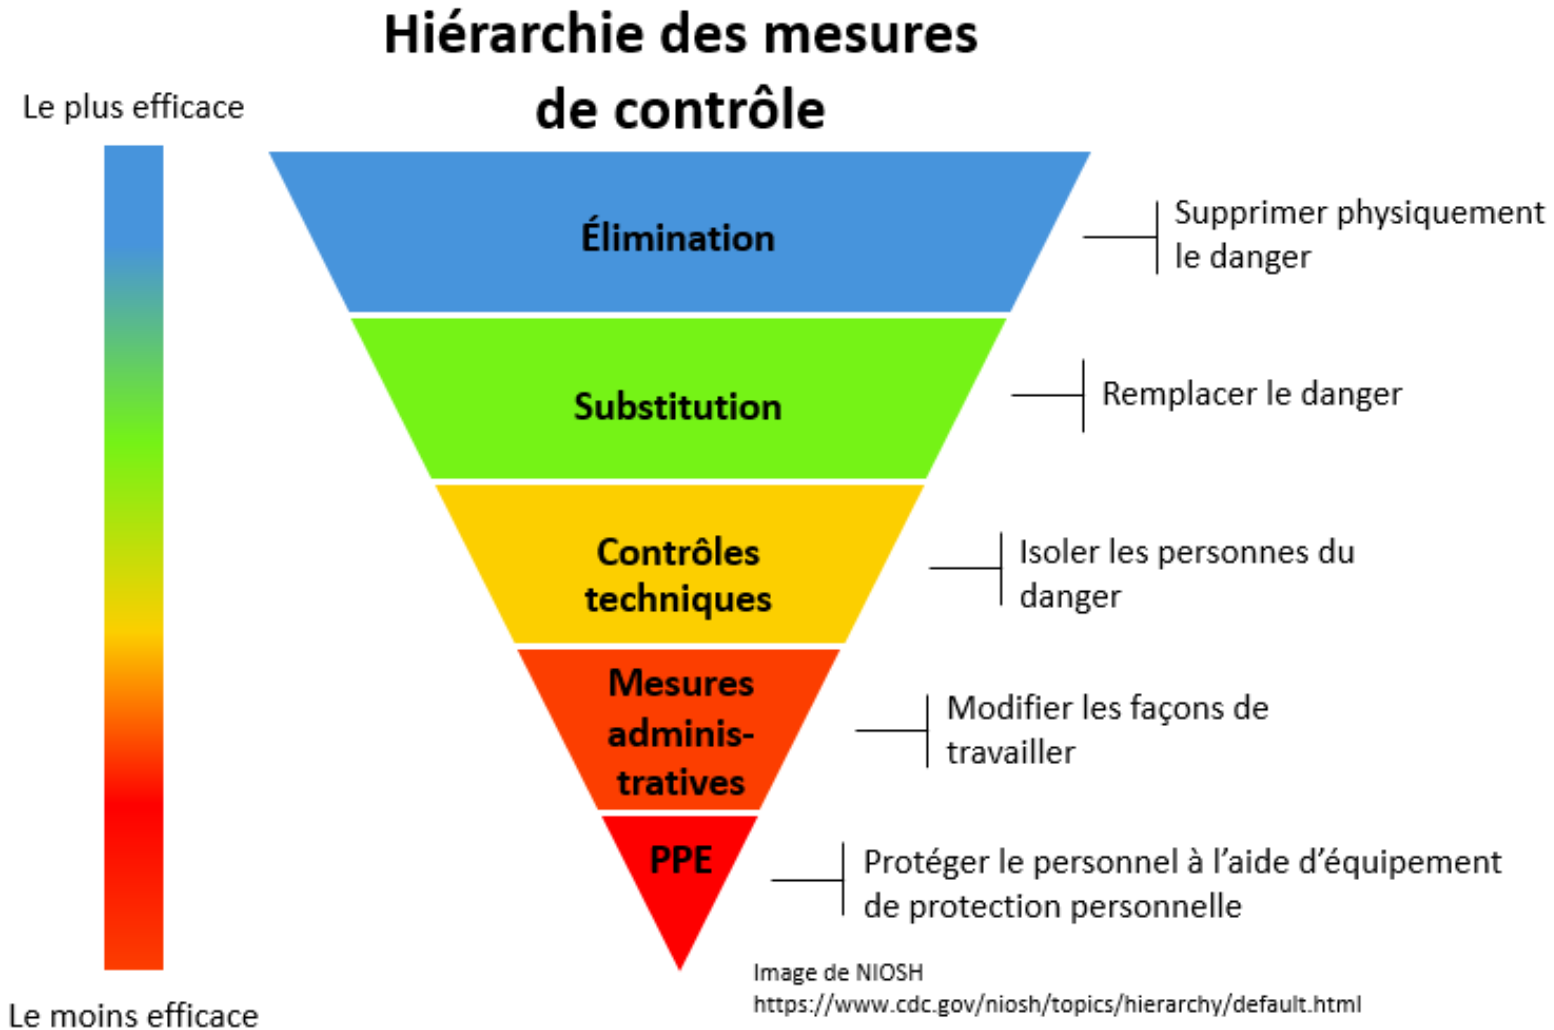 Hiérarchie des mesures
de contrôle
Le plus efficace
Élimination
Supprimer physiquement
le danger
Substitution
Remplacer le danger
Contrôles
techniques
Isoler les personnes du
danger
Mesures
adminis-
tratives
Modifier les façons de
travailler
PPE
Protéger le personnel à l’aide d’équipement
de protection personnelle
Le moins efficace
Image de NIOSH
https://www.cdc.gov/niosh/topics/hierarchy/default.html